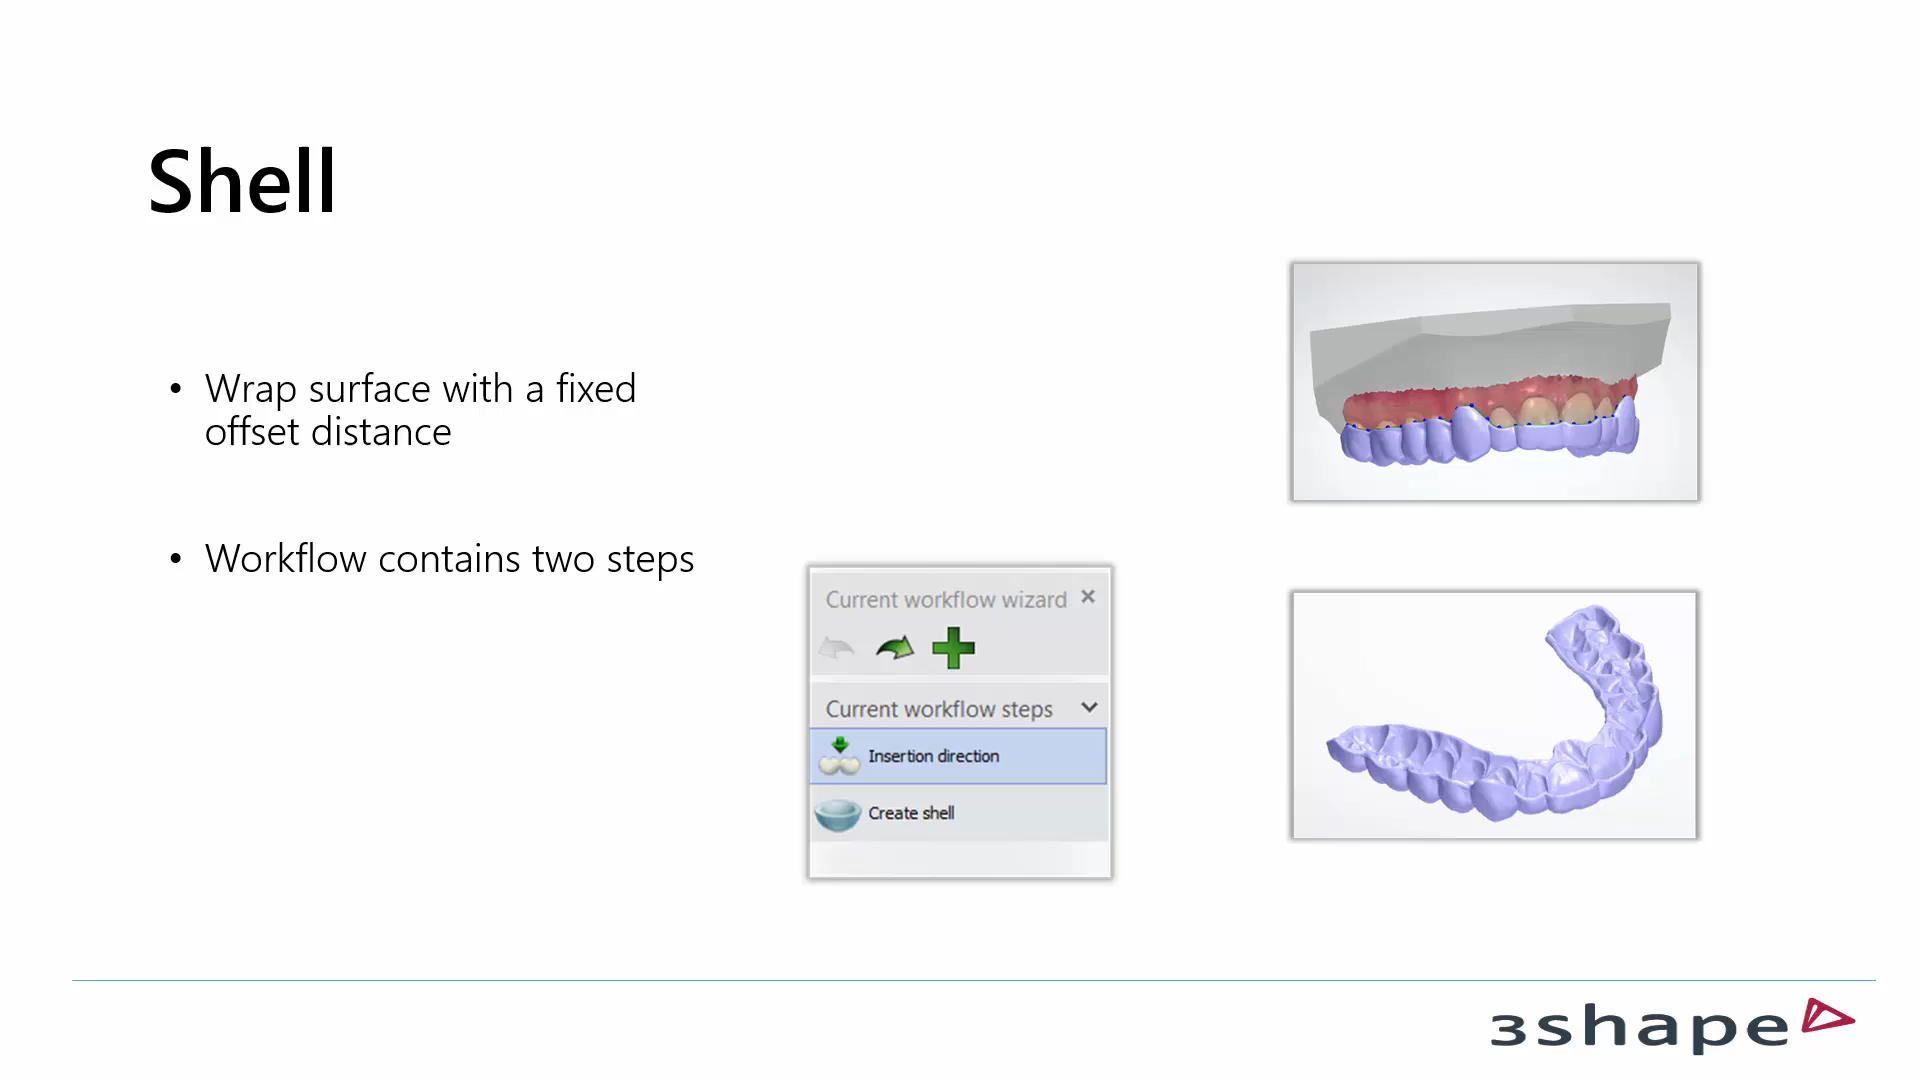 Shell
• Wrap surface with a fixed
offset distance
• Workflow contains two steps
Current workflow wizard
Current workflow steps
Insertion direction
Create shell
3shape